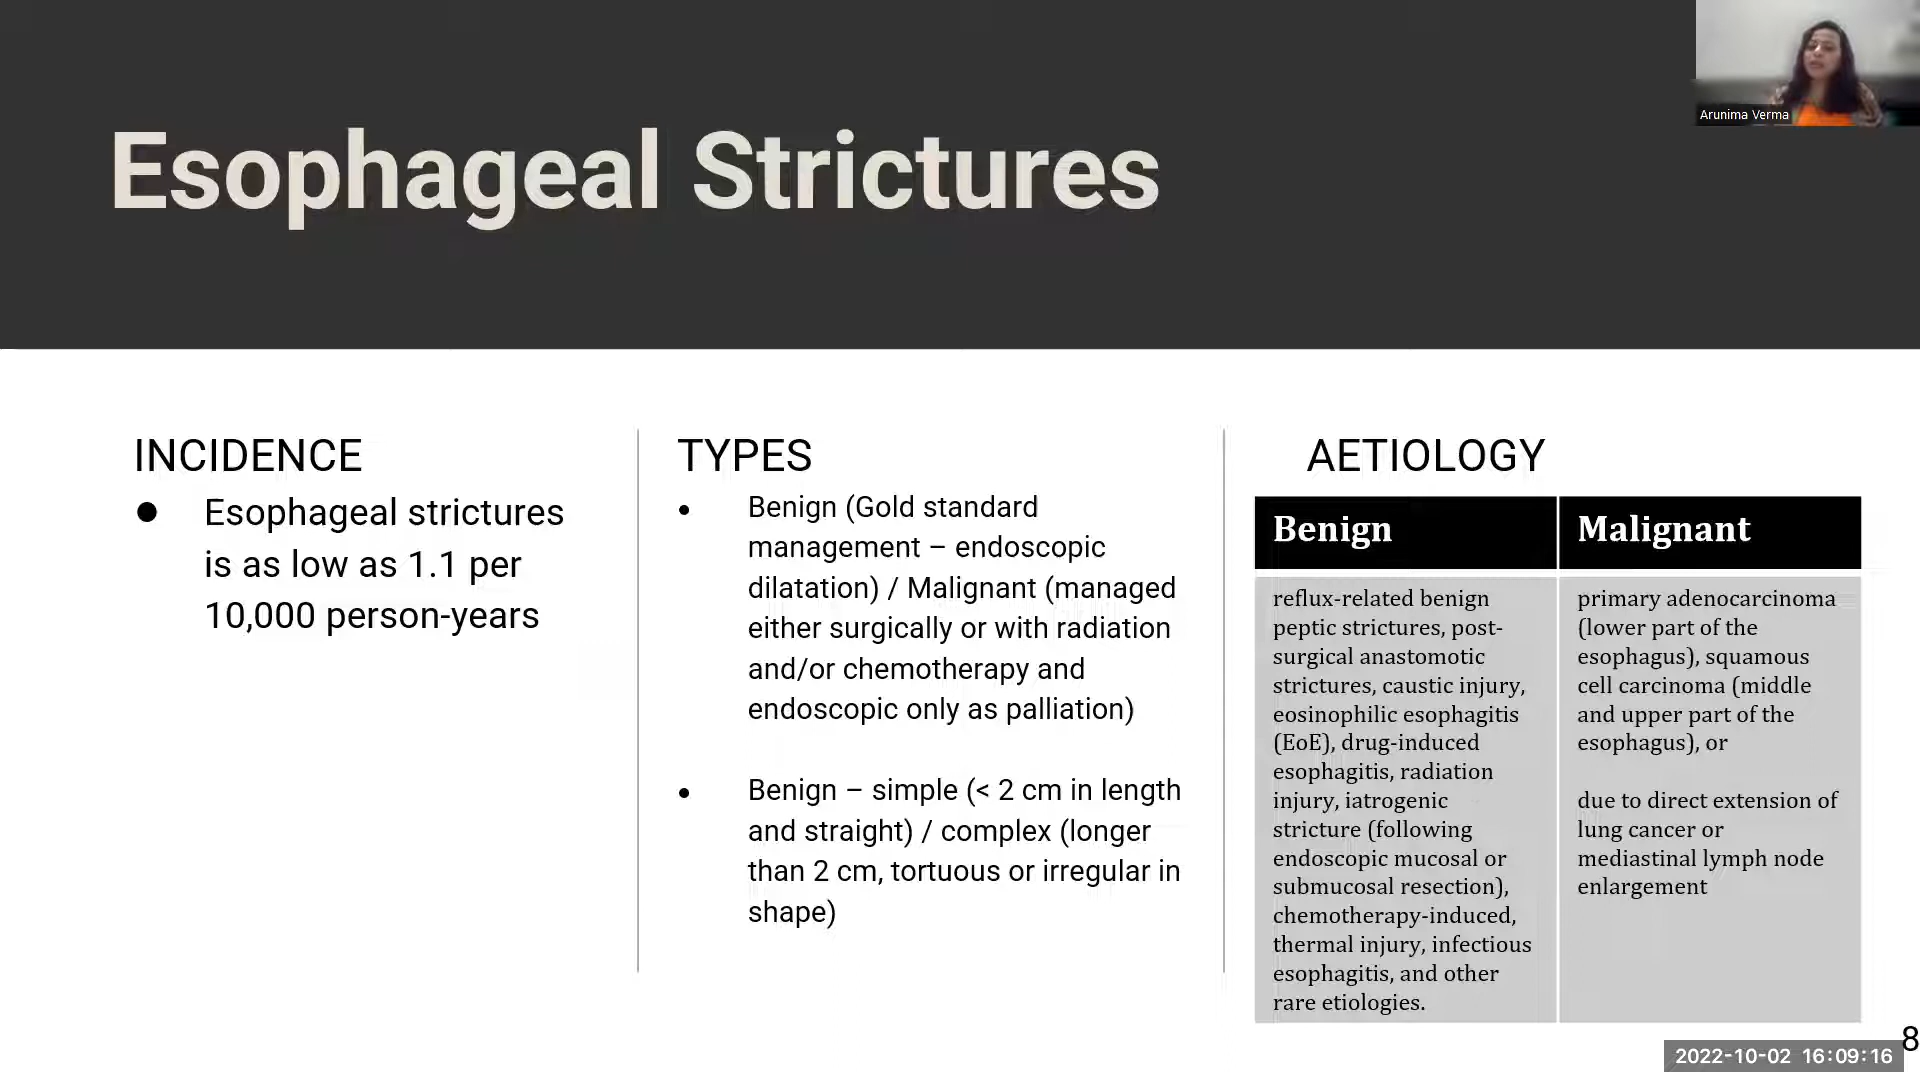 Arunima Verma
Esophageal Strictures
INCIDENCE
● Esophageal strictures
is as low as 1.1 per
10,000 person-years
TYPES
• Benign (Gold standard
management – endoscopic
dilatation) / Malignant (managed
either surgically or with radiation
and/or chemotherapy and
endoscopic only as palliation)
• Benign – simple (< 2 cm in length
and straight) / complex (longer
than 2 cm, tortuous or irregular in
shape)
AETIOLOGY
Benign
reflux-related benign
peptic strictures, post-
surgical anastomotic
strictures, caustic injury,
eosinophilic esophagitis
(EoE), drug-induced
esophagitis, radiation
injury, iatrogenic
stricture (following
endoscopic mucosal or
submucosal resection),
chemotherapy-induced,
thermal injury, infectious
esophagitis, and other
rare etiologies.
Malignant
primary adenocarcinoma
(lower part of the
esophagus), squamous
cell carcinoma (middle
and upper part of the
esophagus), or
due to direct extension of
lung cancer or
mediastinal lymph node
enlargement
8
2022-10-02 16:09:16